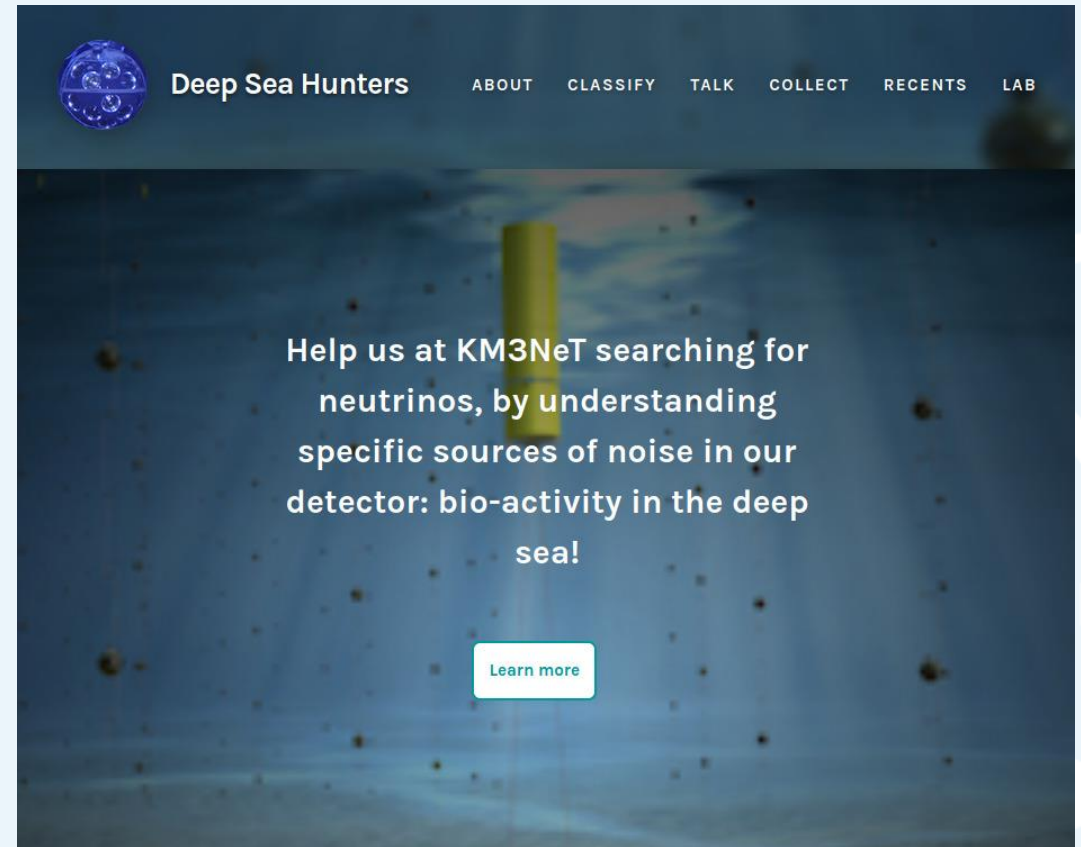 Deep Sea Hunters
ABOUT CLASSIFY TALK COLLECT RECENTS LAB
Help us at KM3NeT searching for
neutrinos, by understanding
specific sources of noise in our
detector: bio-activity in the deep
sea!
Learn more